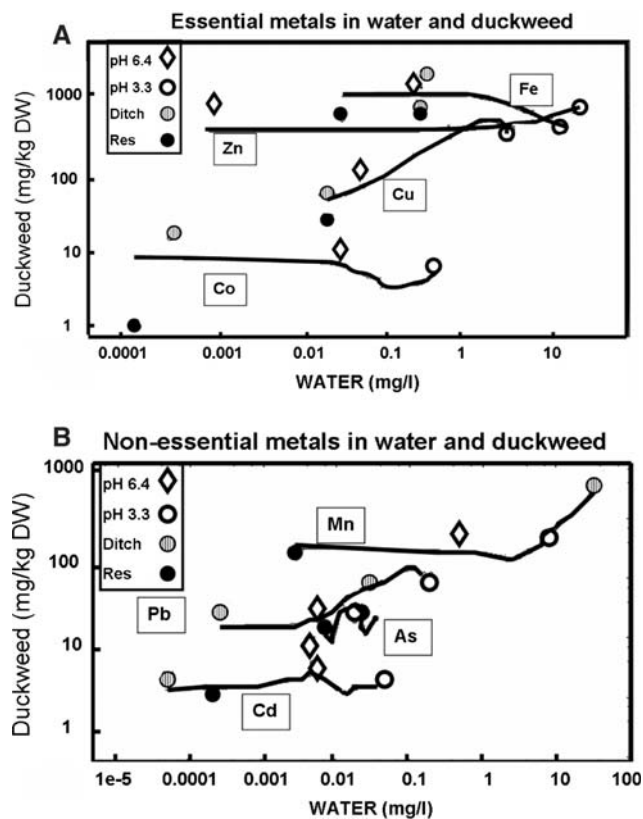 A
Essential metals in water and duckweed
pH 6.4
pH 3.3
Ditch
Res
Fe
Zn
Cu
Co
Duckweed (mg/kg DW)
1000
100
10
1
0.0001
0.001
0.01
0.1
1
10
WATER (mg/l)
B
Non-essential metals in water and duckweed
pH 6.4
pH 3.3
Ditch
Res
Mn
Pb
As
Cd
Duckweed (mg/kg DW)
1000
100
10
1
1e-5
0.0001
0.001
0.01
0.1
1
10
100
WATER (mg/l)